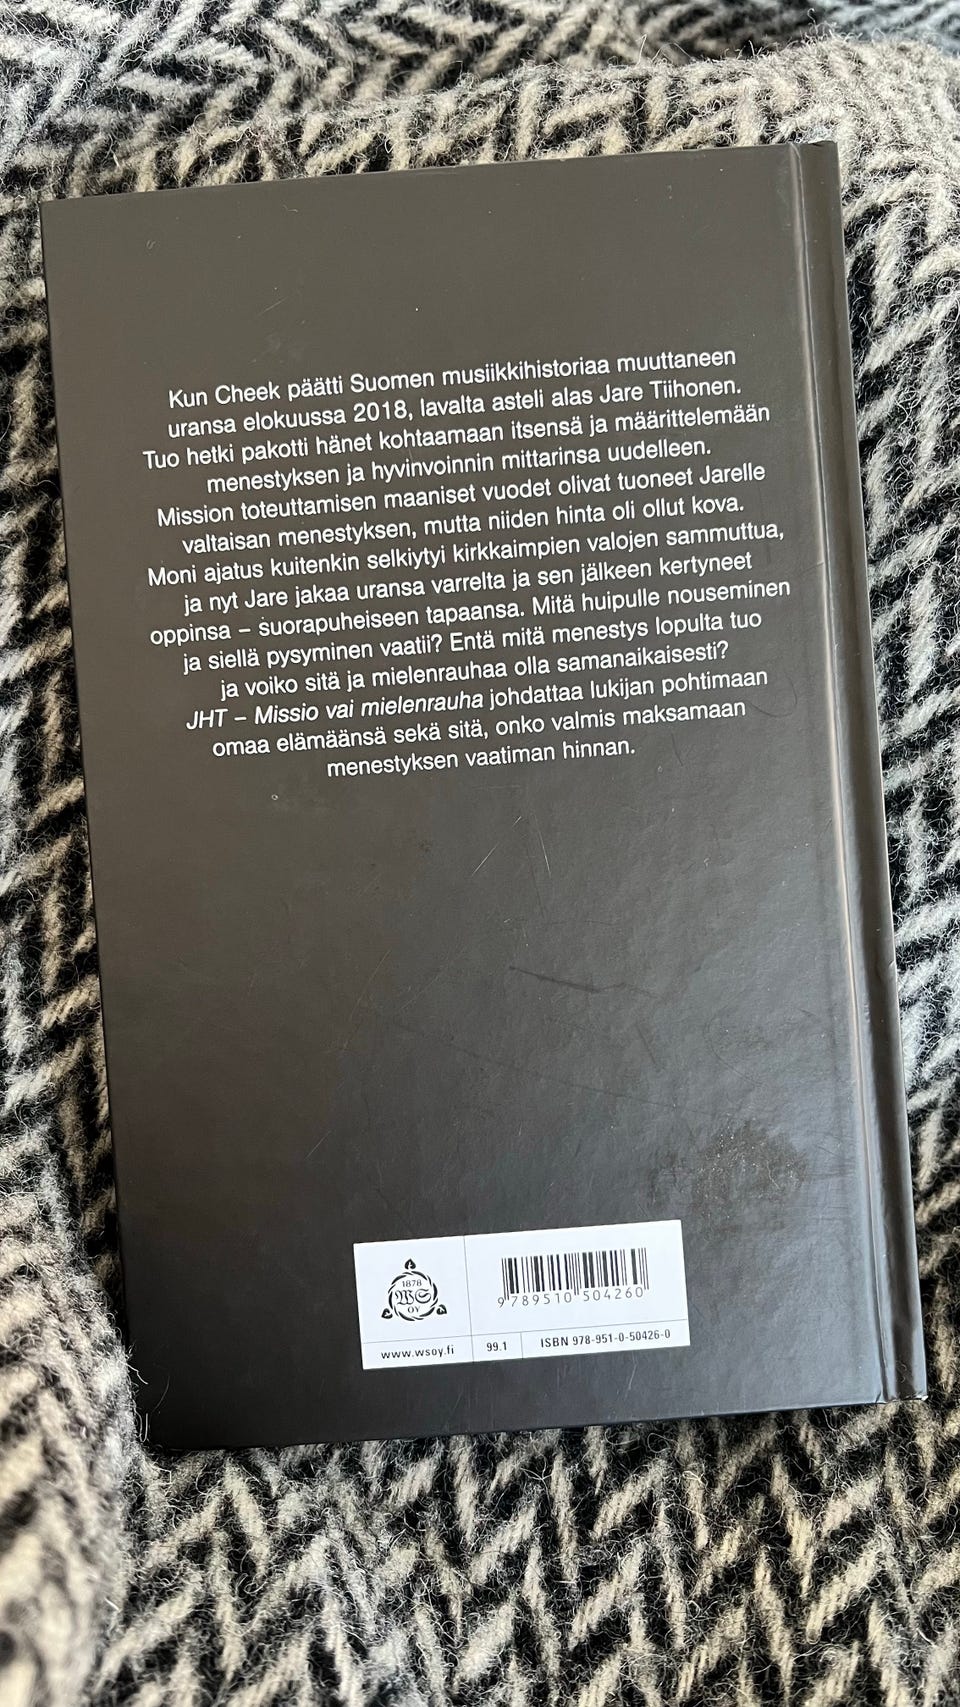 Kun Cheek päätti Suomen musiikkihistoriaa muuttaneen
uransa elokuussa 2018, lavalta asteli alas Jare Tiihonen.
Tuo hetki pakotti hänet kohtaamaan itsensä ja määrittelemään
menestyksen ja hyvinvoinnin mittarinsa uudelleen.
Mission toteuttamisen maaniset vuodet olivat tuoneet Jarelle
valtaisan menestyksen, mutta niiden hinta oli ollut kova.
Moni ajatus kuitenkin selkiytyi kirkkaimpien valojen sammuttua,
ja nyt Jare jakaa uransa varrelta ja sen jälkeen kertyneet
oppinsa – suorapuheiseen tapaansa. Mitä huipulle nouseminen
ja siellä pysyminen vaatii? Entä mitä menestys lopulta tuo
ja voiko sitä ja mielenrauhaa olla samanaikaisesti?
JHT – Missio vai mielenrauha johdattaa lukijan pohtimaan
omaa elämäänsä sekä sitä, onko valmis maksamaan
menestyksen vaatiman hinnan.
1878
WS
OY
9 789510 504260
www.wsoy.fi
99.1
ISBN 978-951-0-50426-0